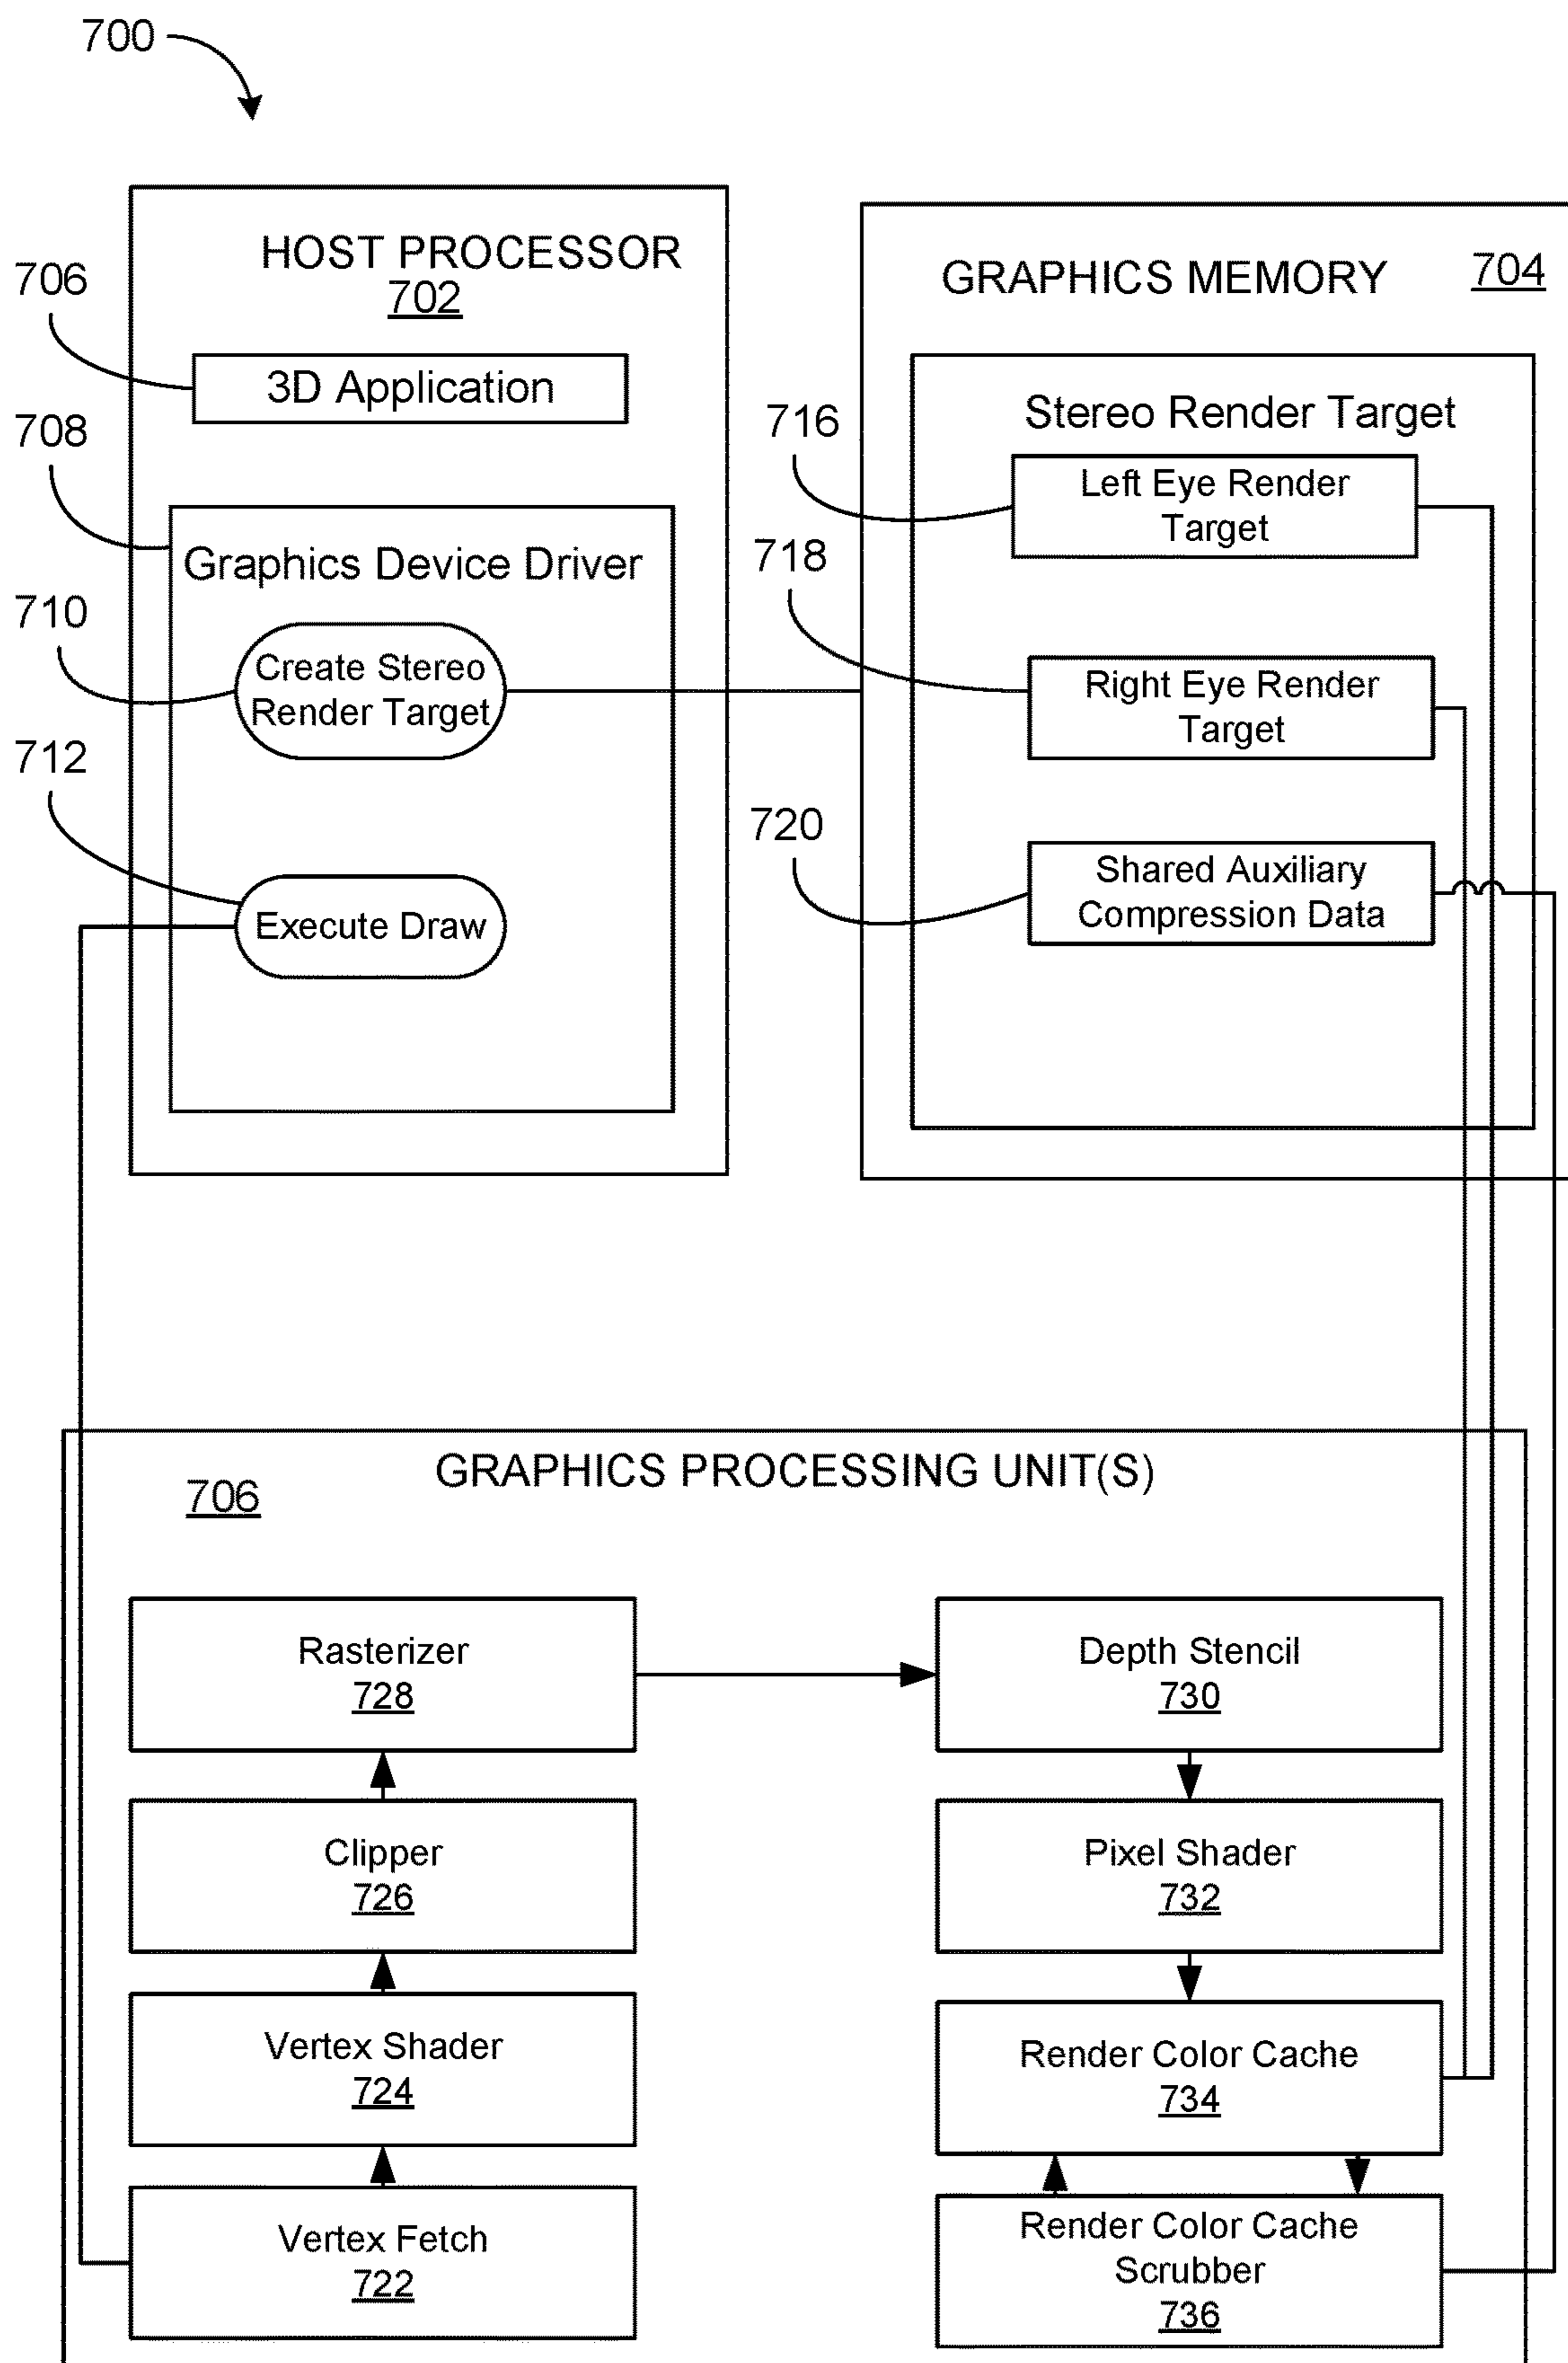 700
HOST PROCESSOR
702
706
3D Application
708
Graphics Device Driver
710
Create Stereo
Render Target
712
Execute Draw
GRAPHICS MEMORY
704
Stereo Render Target
716
Left Eye Render
Target
718
Right Eye Render
Target
720
Shared Auxiliary
Compression Data
GRAPHICS PROCESSING UNIT(S)
706
Rasterizer
728
Clipper
726
Vertex Shader
724
Vertex Fetch
722
Depth Stencil
730
Pixel Shader
732
Render Color Cache
734
Render Color Cache
Scrubber
736